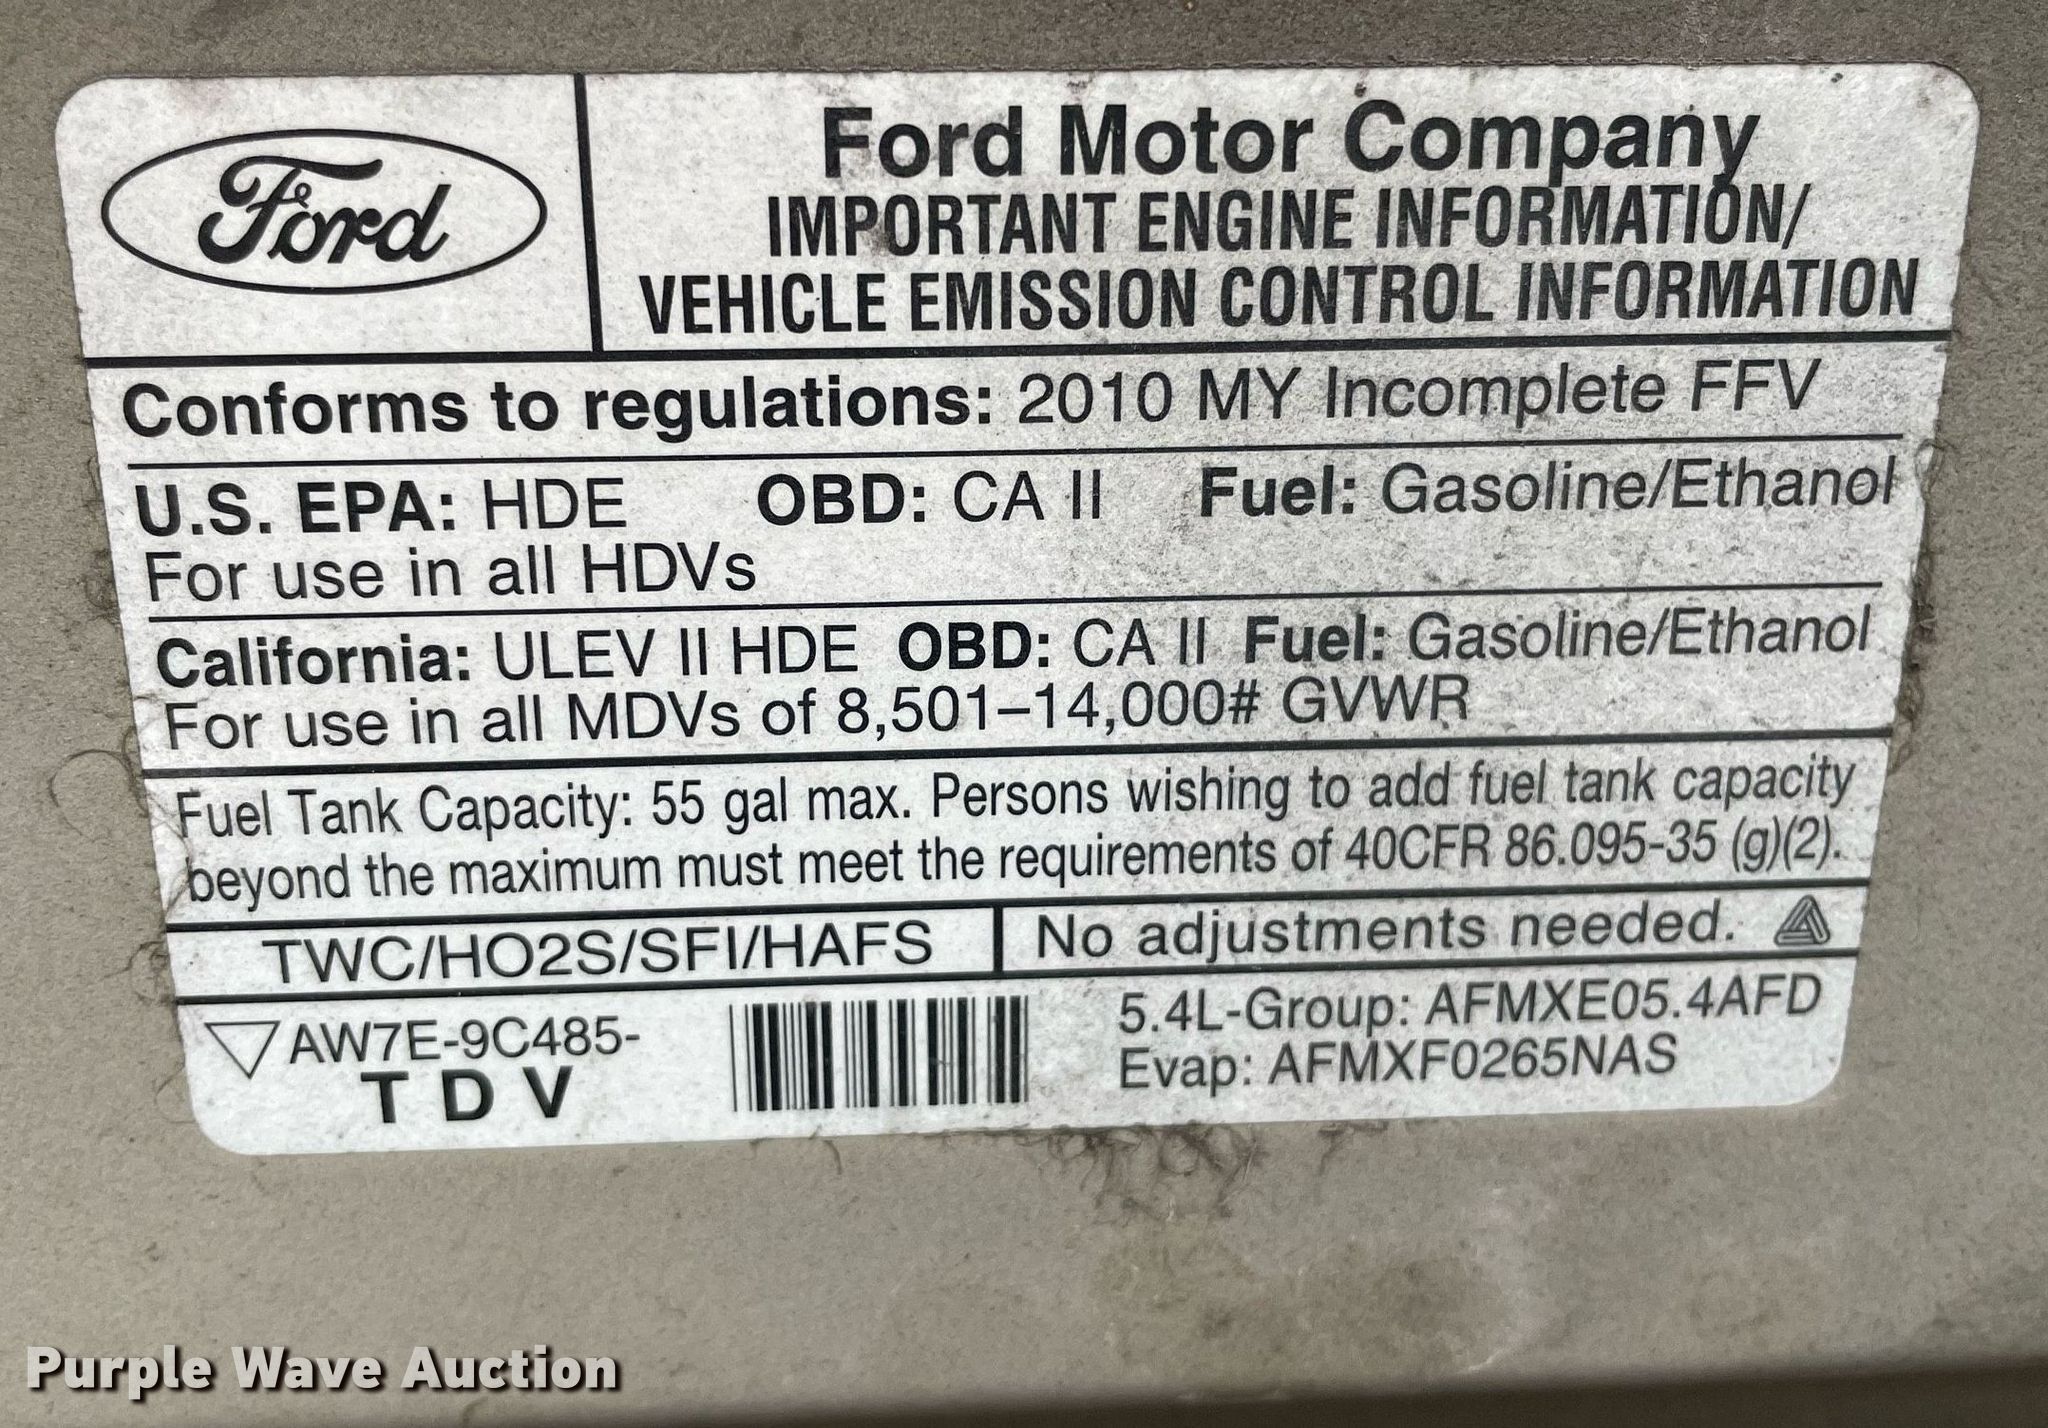 Ford
Ford Motor Company
IMPORTANT ENGINE INFORMATION/
VEHICLE EMISSION CONTROL INFORMATION
Conforms to regulations: 2010 MY Incomplete FFV
U.S. EPA: HDE OBD: CA II Fuel: Gasoline/Ethanol
For use in all HDVs
California: ULEV II HDE OBD: CA II Fuel: Gasoline/Ethanol
For use in all MDVs of 8,501–14,000# GVWR
Fuel Tank Capacity: 55 gal max. Persons wishing to add fuel tank capacity
beyond the maximum must meet the requirements of 40CFR 86.095-35 (g)(2).
TWC/HO2S/SFI/HAFS
No adjustments needed.
AW7E-9C485-
T D V
5.4L-Group: AFMXE05.4AFD
Evap: AFMXF0265NAS
Purple Wave Auction